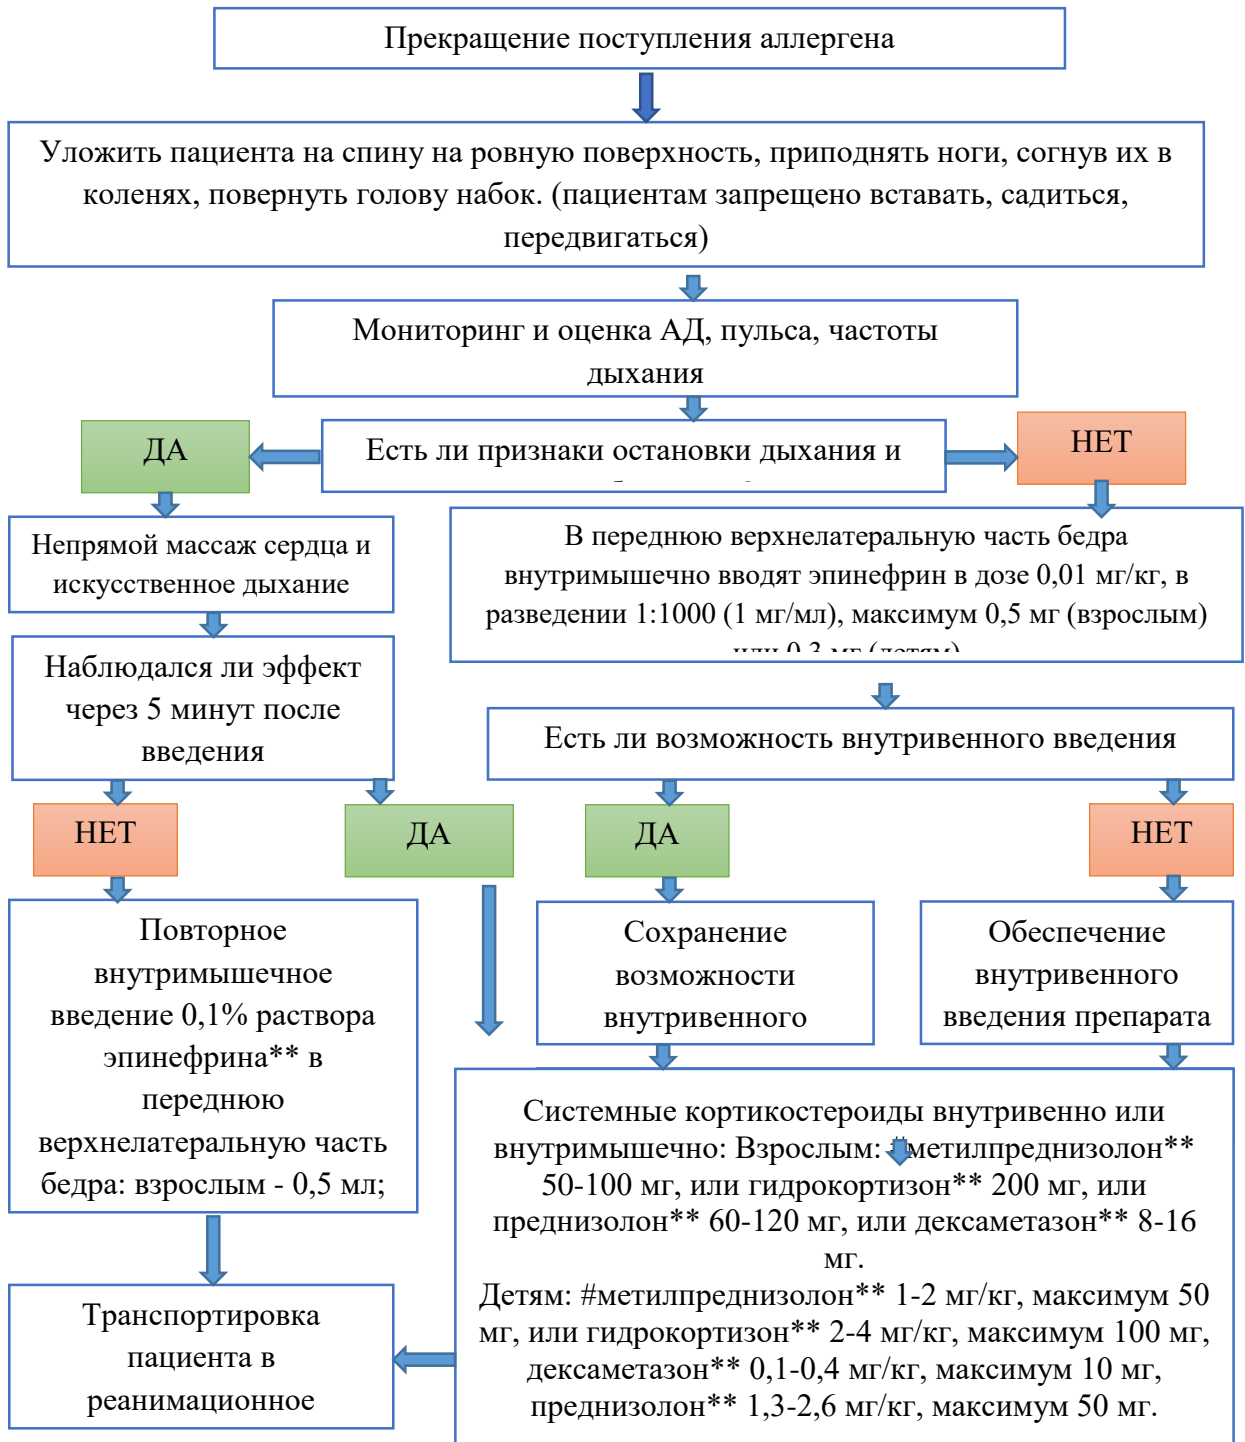 Прекращение поступления аллергена
Уложить пациента на спину на ровную поверхность, приподнять ноги, согнув их в
коленях, повернуть голову набок. (пациентам запрещено вставать, садиться,
передвигаться)
Мониторинг и оценка АД, пульса, частоты
дыхания
ДА
Есть ли признаки остановки дыхания и
НЕТ
Непрямой массаж сердца и
искусственное дыхание
В переднюю верхнелатеральную часть бедра
внутримышечно вводят эпинефрин в дозе 0,01 мг/кг, в
разведении 1:1000 (1 мг/мл), максимум 0,5 мг (взрослым)
или 0,3 мг (детям)
Наблюдался ли эффект
через 5 минут после
введения
Есть ли возможность внутривенного введения
НЕТ
ДА
ДА
НЕТ
Повторное
внутримышечное
введение 0,1% раствора
эпинефрина** в
переднюю
верхнелатеральную часть
бедра: взрослым - 0,5 мл;
Сохранение
возможности
внутривенного
Обеспечение
внутривенного
введения препарата
Системные кортикостероиды внутривенно или
внутримышечно: Взрослым: #метилпреднизолон**
50-100 мг, или гидрокортизон** 200 мг, или
преднизолон** 60-120 мг, или дексаметазон** 8-16
мг.
Детям: #метилпреднизолон** 1-2 мг/кг, максимум 50
мг, или гидрокортизон** 2-4 мг/кг, максимум 100 мг,
дексаметазон** 0,1-0,4 мг/кг, максимум 10 мг,
преднизолон** 1,3-2,6 мг/кг, максимум 50 мг.
Транспортировка
пациента в
реанимационное